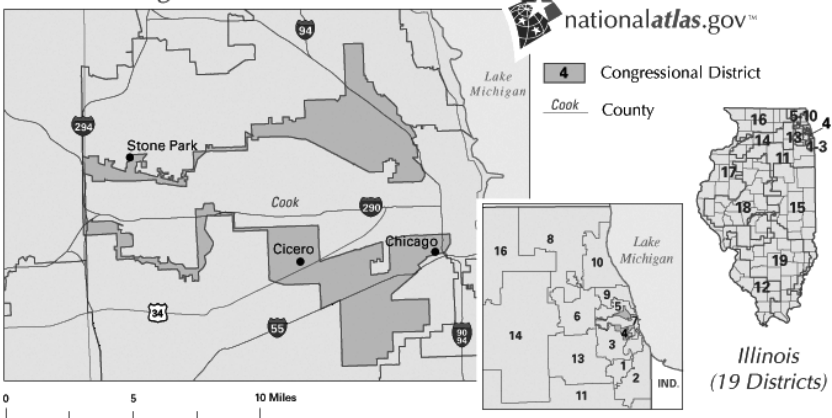 nationalatlas.gov™
4 Congressional District
Cook County
94
Lake
Michigan
294
Stone Park
Cook
290
Cicero
Chicago
34
55
90
94
0 5 10 Miles
8
16
Lake
Michigan
10
9
5
7
6
4
14
3
13
1
2
11
IND.
16
5
10
4
14
13
1-3
11
17
18
15
19
12
Illinois
(19 Districts)